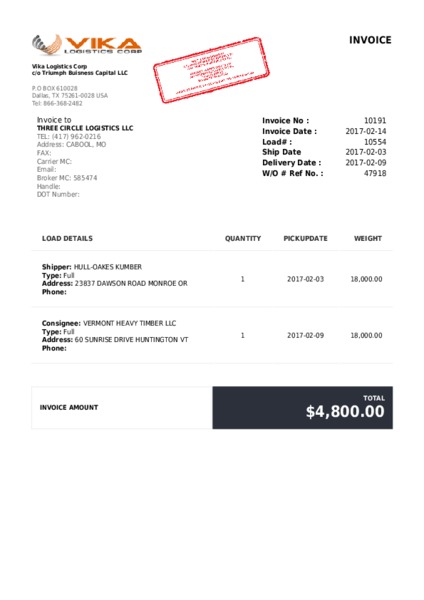 VIKA
LOGISTICS CORP
INVOICE
Vika Logistics Corp
c/o Triumph Buisness Capital LLC
P.O BOX 610028
Dallas, TX 75261-0028 USA
Tel: 866-368-2482
Invoice to
THREE CIRCLE LOGISTICS LLC
TEL: (417) 962-0216
Address: CABOOL, MO
FAX:
Carrier MC:
Email:
Broker MC: 585474
Handle:
DOT Number:
Invoice No : 10191
Invoice Date : 2017-02-14
Load# : 10554
Ship Date 2017-02-03
Delivery Date : 2017-02-09
W/O # Ref No. : 47918
LOAD DETAILS QUANTITY PICKUPDATE WEIGHT
Shipper: HULL-OAKES KUMBER
Type: Full
Address: 23837 DAWSON ROAD MONROE OR
Phone:
1 2017-02-03 18,000.00
Consignee: VERMONT HEAVY TIMBER LLC
Type: Full
Address: 60 SUNRISE DRIVE HUNTINGTON VT
Phone:
1 2017-02-09 18,000.00
INVOICE AMOUNT
TOTAL
$4,800.00